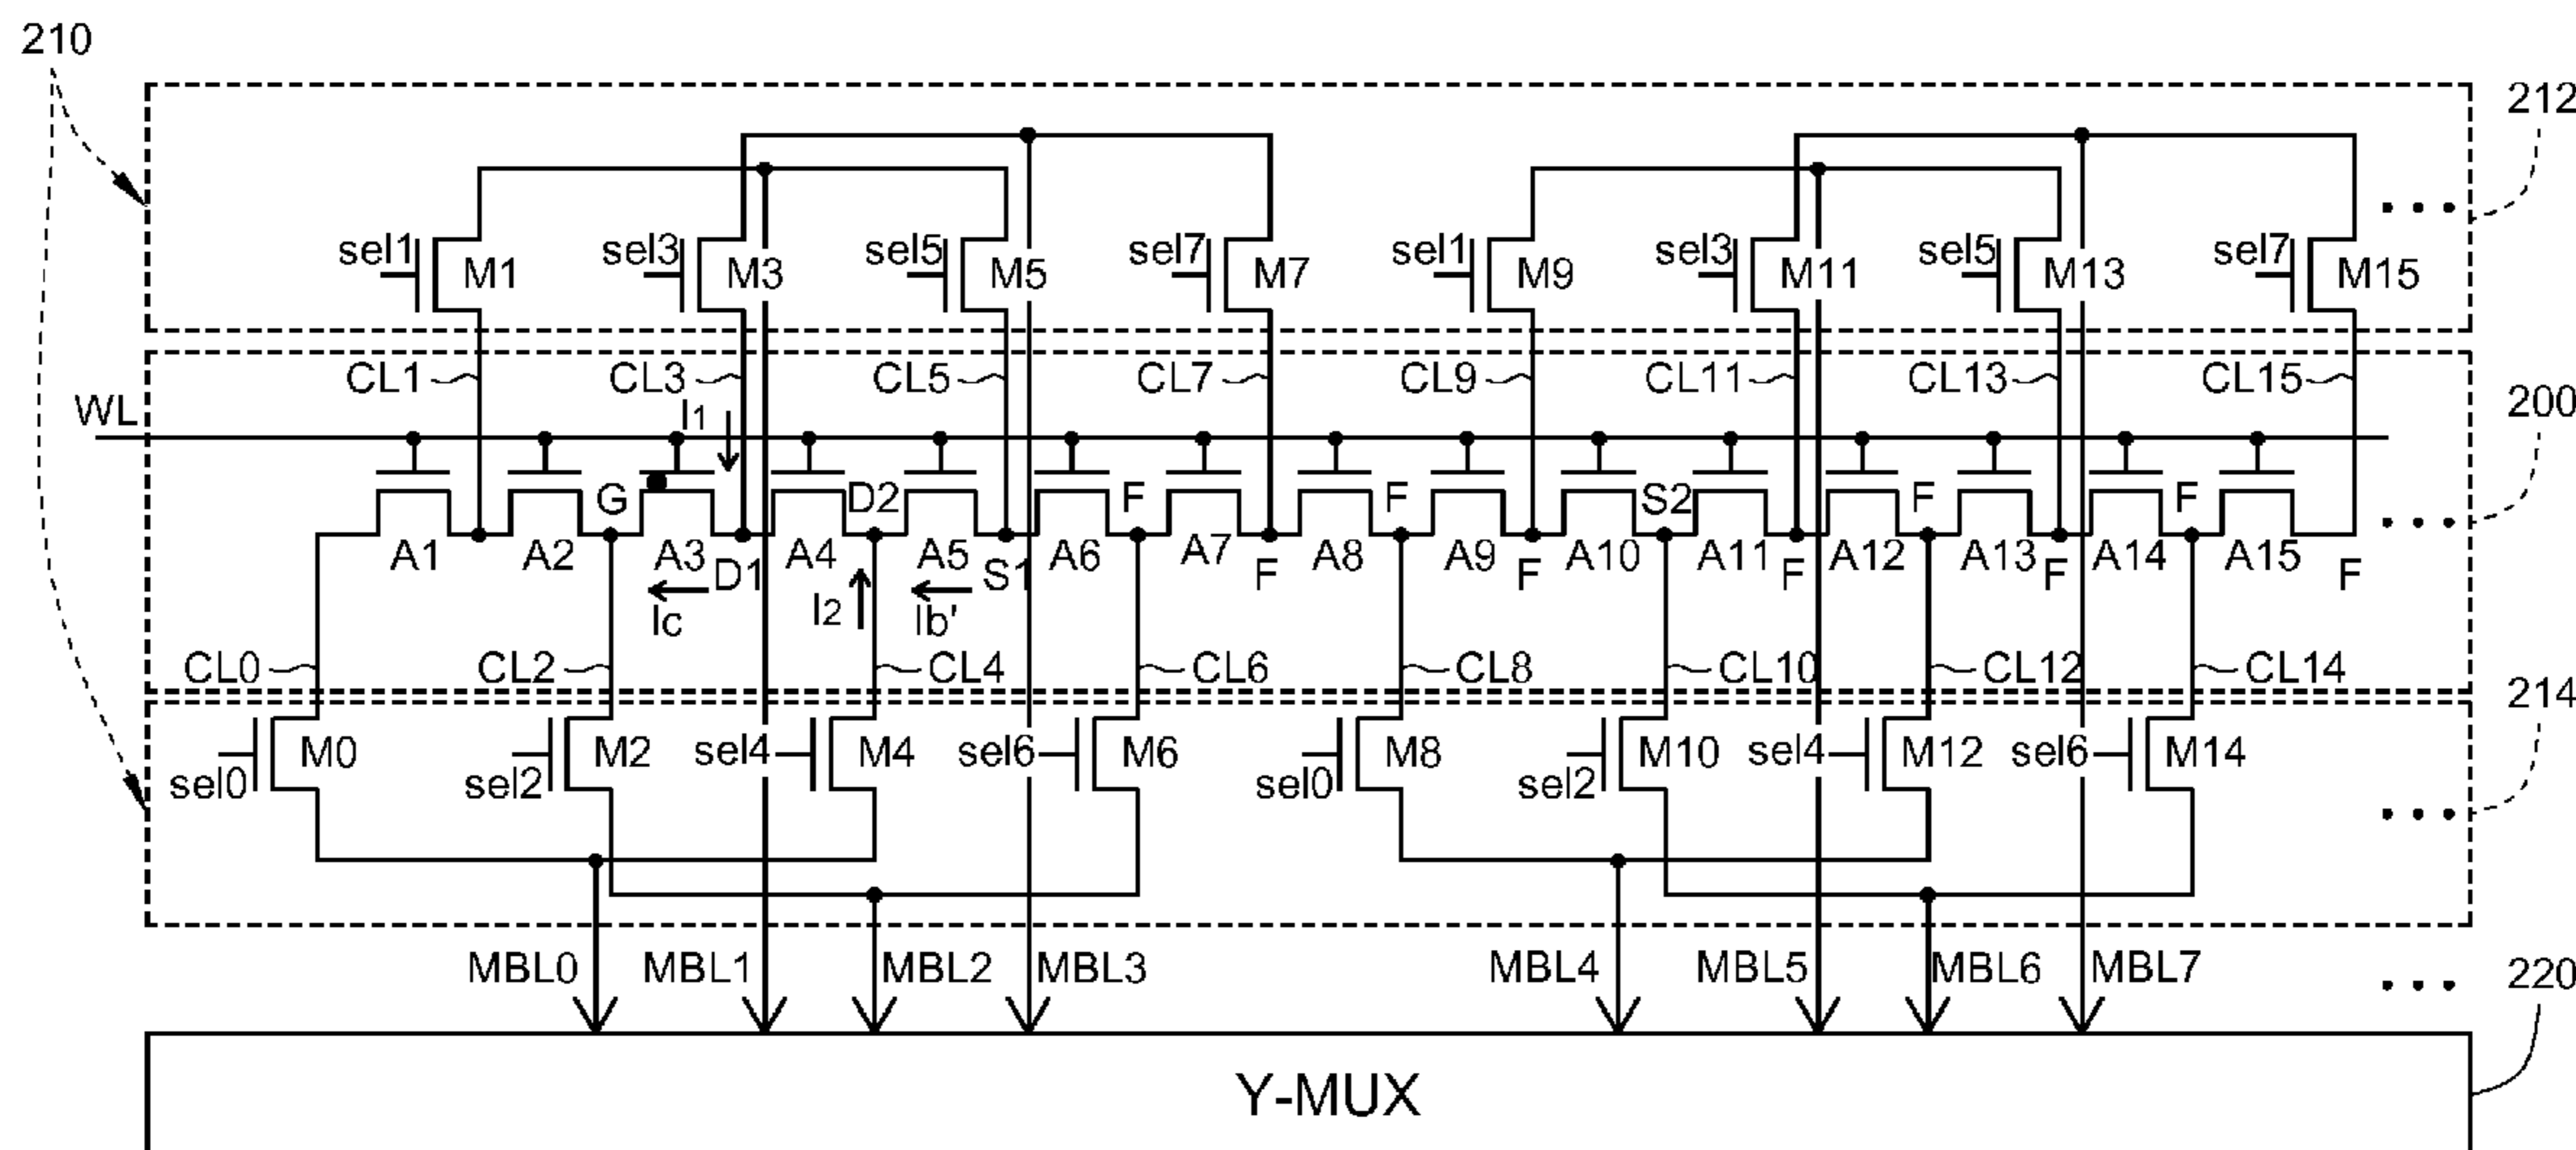 210
212
sel1 M1 sel3 M3 sel5 M5 sel7 M7 sel1 M9 sel3 M11 sel5 M13 sel7 M15
CL1 CL3 CL5 CL7 CL9 CL11 CL13 CL15
WL I1 200
G D2 F F S2 F F
A1 A2 A3 D1 A4 A5 S1 A6 A7 F A8 A9 F A10 A11 F A12 A13 F A14 A15 F
Ic I2 Ib'
CL0 CL2 CL4 CL6 CL8 CL10 CL12 CL14
214
sel0 M0 sel2 M2 sel4 M4 sel6 M6 sel0 M8 sel2 M10 sel4 M12 sel6 M14
MBL0 MBL1 MBL2 MBL3 MBL4 MBL5 MBL6 MBL7
220
Y-MUX